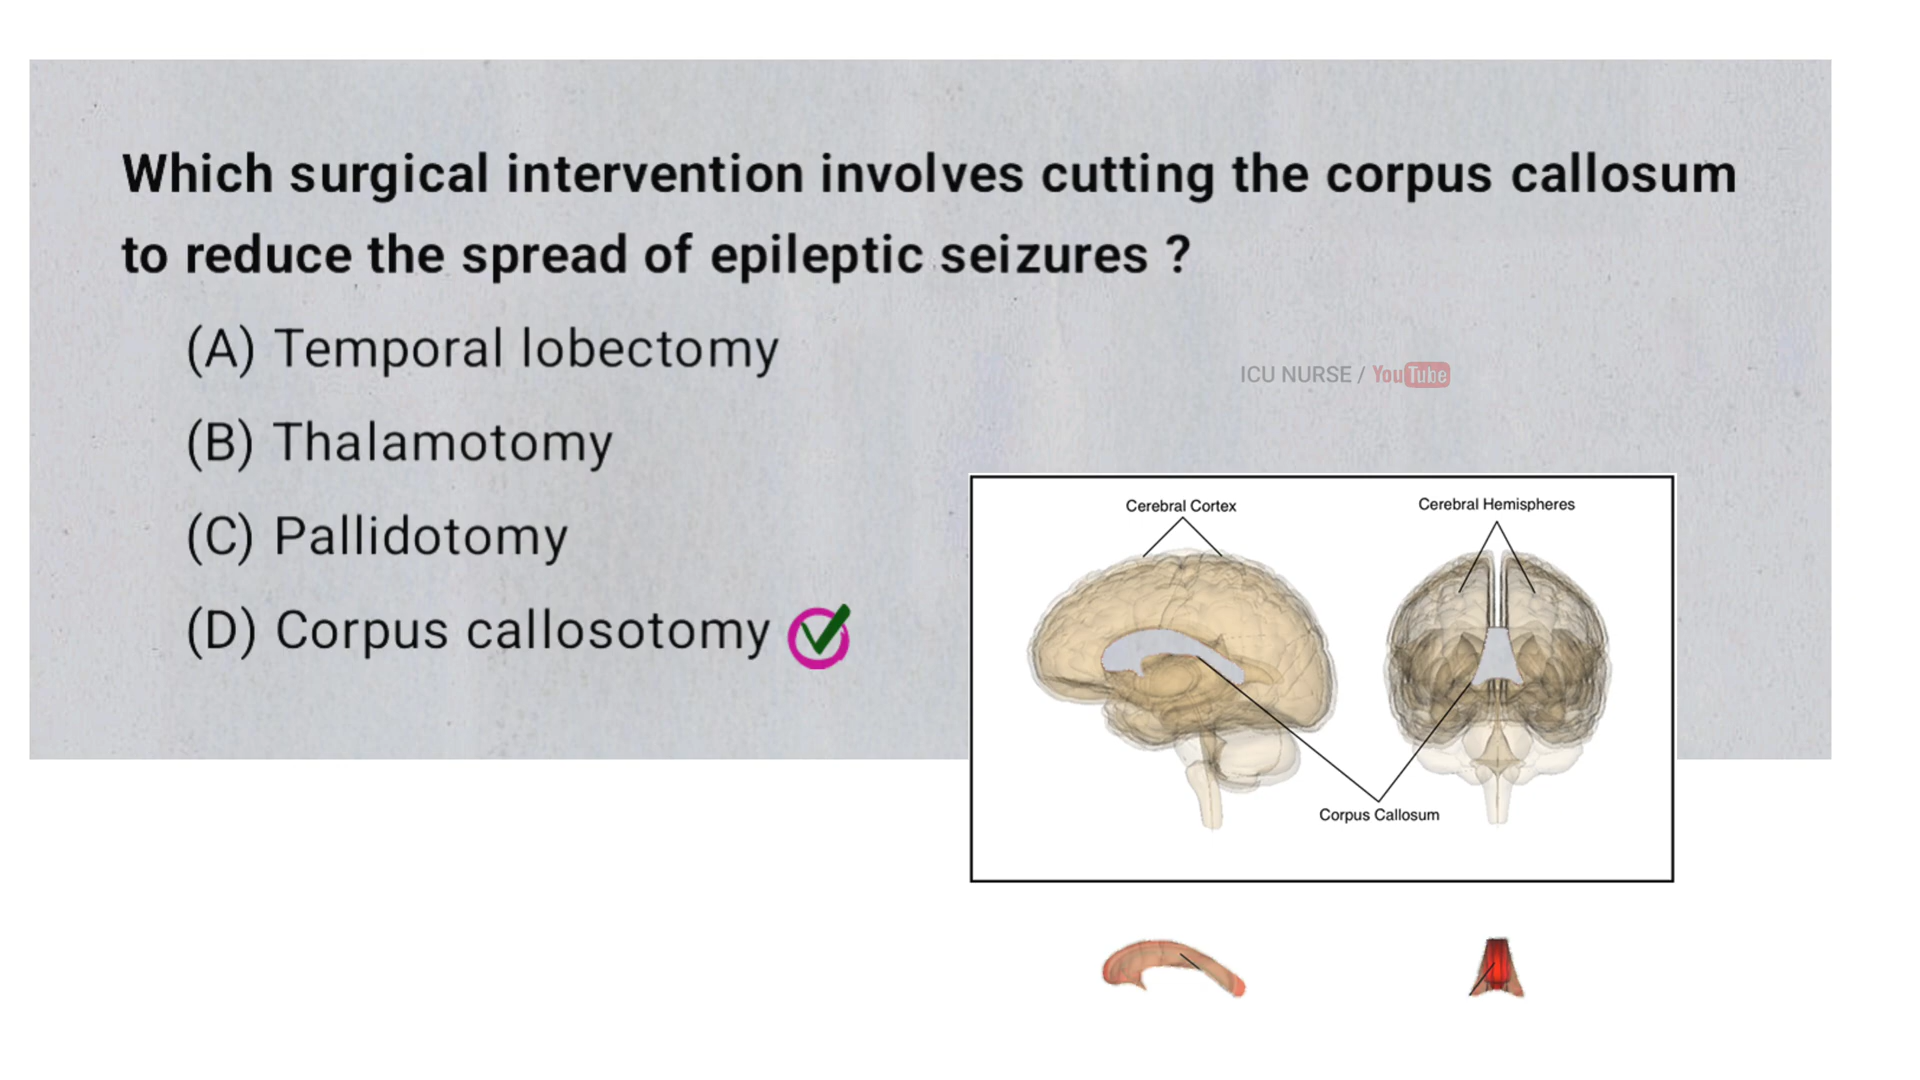 Which surgical intervention involves cutting the corpus callosum
to reduce the spread of epileptic seizures ?
(A) Temporal lobectomy
(B) Thalamotomy
(C) Pallidotomy
(D) Corpus callosotomy
ICU NURSE / YouTube
Cerebral Cortex
Cerebral Hemispheres
Corpus Callosum